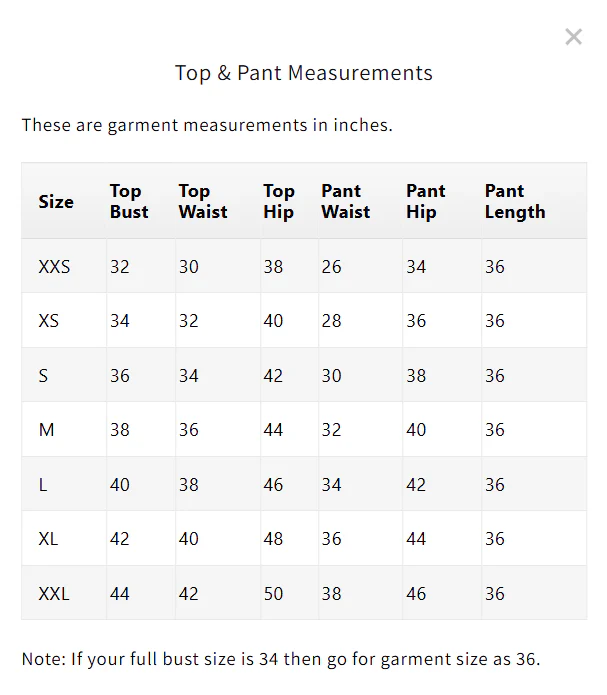 ×
Top & Pant Measurements
These are garment measurements in inches.
Size Top Bust Top Waist Top Hip Pant Waist Pant Hip Pant Length
XXS 32 30 38 26 34 36
XS 34 32 40 28 36 36
S 36 34 42 30 38 36
M 38 36 44 32 40 36
L 40 38 46 34 42 36
XL 42 40 48 36 44 36
XXL 44 42 50 38 46 36
Note: If your full bust size is 34 then go for garment size as 36.